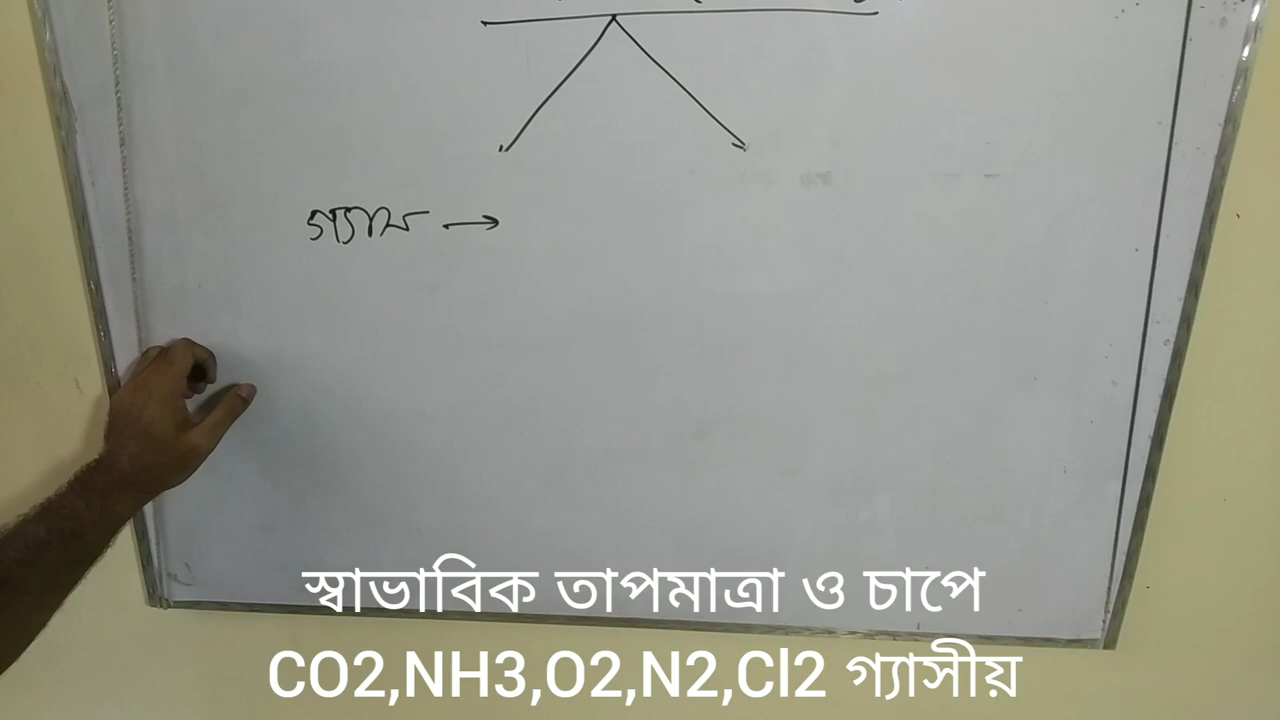 গ্যাস →
স্বাভাবিক তাপমাত্রা ও চাপে
CO2,NH3,O2,N2,Cl2 গ্যাসীয়